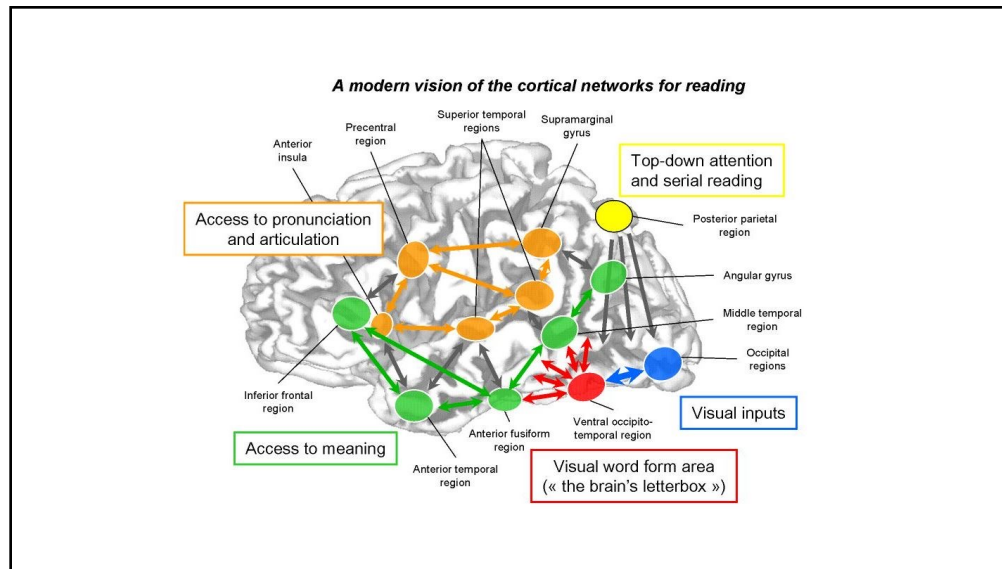 A modern vision of the cortical networks for reading
Superior temporal
regions
Supramarginal
gyrus
Precentral
region
Anterior
insula
Top-down attention
and serial reading
Access to pronunciation
and articulation
Posterior parietal
region
Angular gyrus
Middle temporal
region
Occipital
regions
Inferior frontal
region
Visual inputs
Ventral occipito-
temporal region
Anterior fusiform
region
Access to meaning
Anterior temporal
region
Visual word form area
(« the brain's letterbox »)